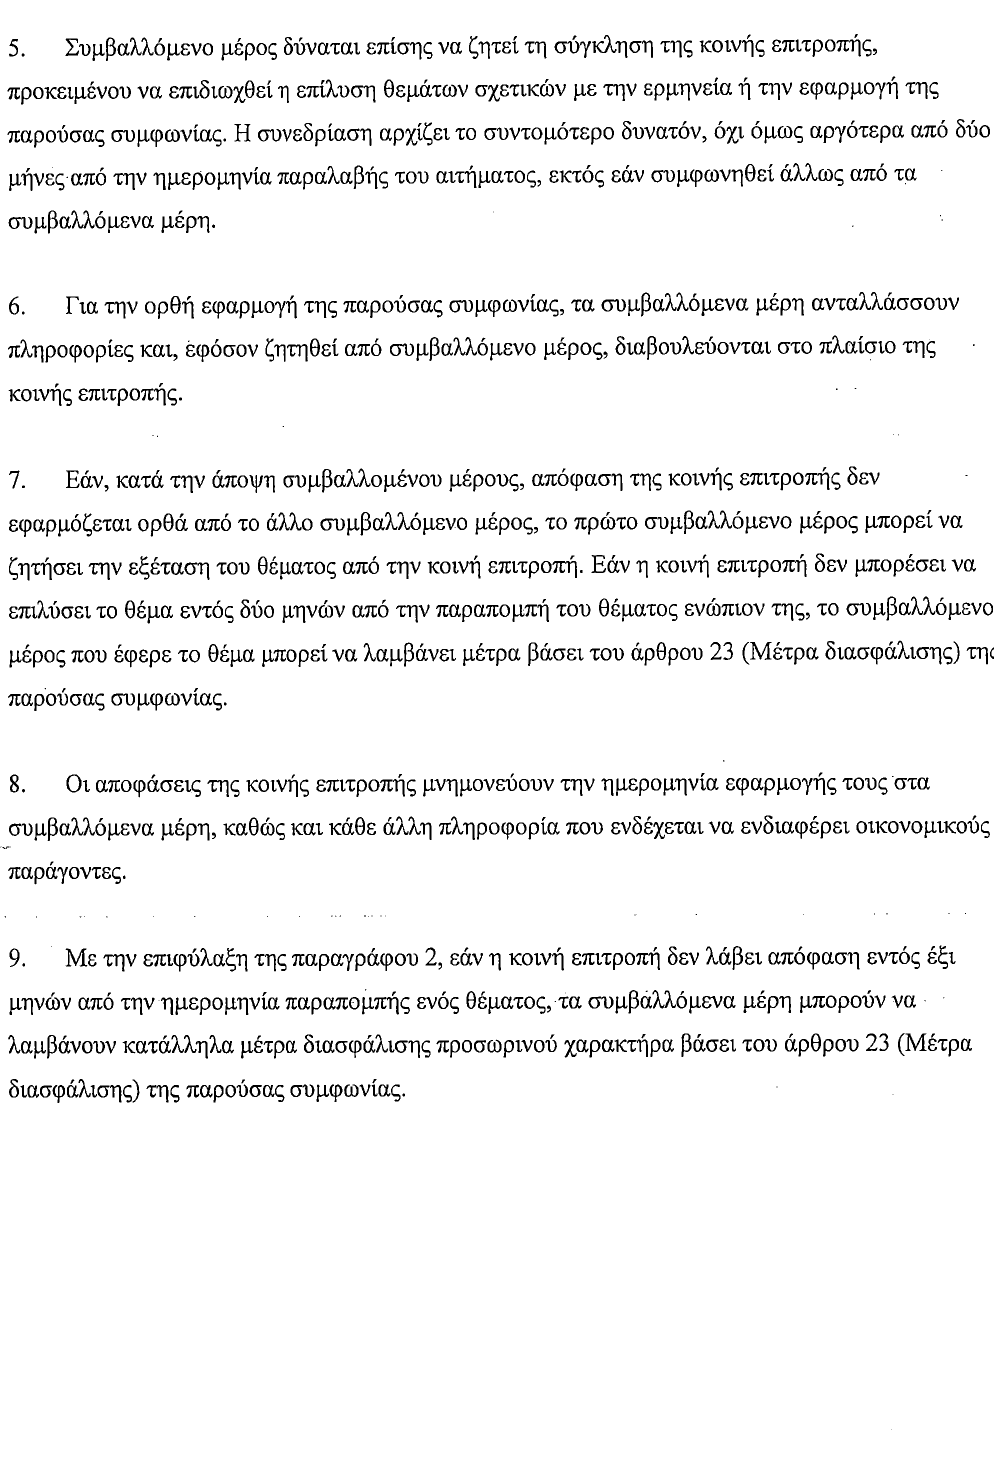 5. Συμβαλλόμενο μέρος δύναται επίσης να ζητεί τη σύγκληση της κοινής επιτροπής,
προκειμένου να επιδιωχθεί η επίλυση θεμάτων σχετικών με την ερμηνεία ή την εφαρμογή της
παρούσας συμφωνίας. Η συνεδρίαση αρχίζει το συντομότερο δυνατόν, όχι όμως αργότερα από δύο
μήνες από την ημερομηνία παραλαβής του αιτήματος, εκτός εάν συμφωνηθεί άλλως από τα
συμβαλλόμενα μέρη.
6. Για την ορθή εφαρμογή της παρούσας συμφωνίας, τα συμβαλλόμενα μέρη ανταλλάσσουν
πληροφορίες και, εφόσον ζητηθεί από συμβαλλόμενο μέρος, διαβουλεύονται στο πλαίσιο της
κοινής επιτροπής.
7. Εάν, κατά την άποψη συμβαλλομένου μέρους, απόφαση της κοινής επιτροπής δεν
εφαρμόζεται ορθά από το άλλο συμβαλλόμενο μέρος, το πρώτο συμβαλλόμενο μέρος μπορεί να
ζητήσει την εξέταση του θέματος από την κοινή επιτροπή. Εάν η κοινή επιτροπή δεν μπορέσει να
επιλύσει το θέμα εντός δύο μηνών από την παραπομπή του θέματος ενώπιον της, το συμβαλλόμενο
μέρος που έφερε το θέμα μπορεί να λαμβάνει μέτρα βάσει του άρθρου 23 (Μέτρα διασφάλισης) της
παρούσας συμφωνίας.
8. Οι αποφάσεις της κοινής επιτροπής μνημονεύουν την ημερομηνία εφαρμογής τους στα
συμβαλλόμενα μέρη, καθώς και κάθε άλλη πληροφορία που ενδέχεται να ενδιαφέρει οικονομικούς
παράγοντες.
9. Με την επιφύλαξη της παραγράφου 2, εάν η κοινή επιτροπή δεν λάβει απόφαση εντός έξι
μηνών από την ημερομηνία παραπομπής ενός θέματος, τα συμβαλλόμενα μέρη μπορούν να
λαμβάνουν κατάλληλα μέτρα διασφάλισης προσωρινού χαρακτήρα βάσει του άρθρου 23 (Μέτρα
διασφάλισης) της παρούσας συμφωνίας.